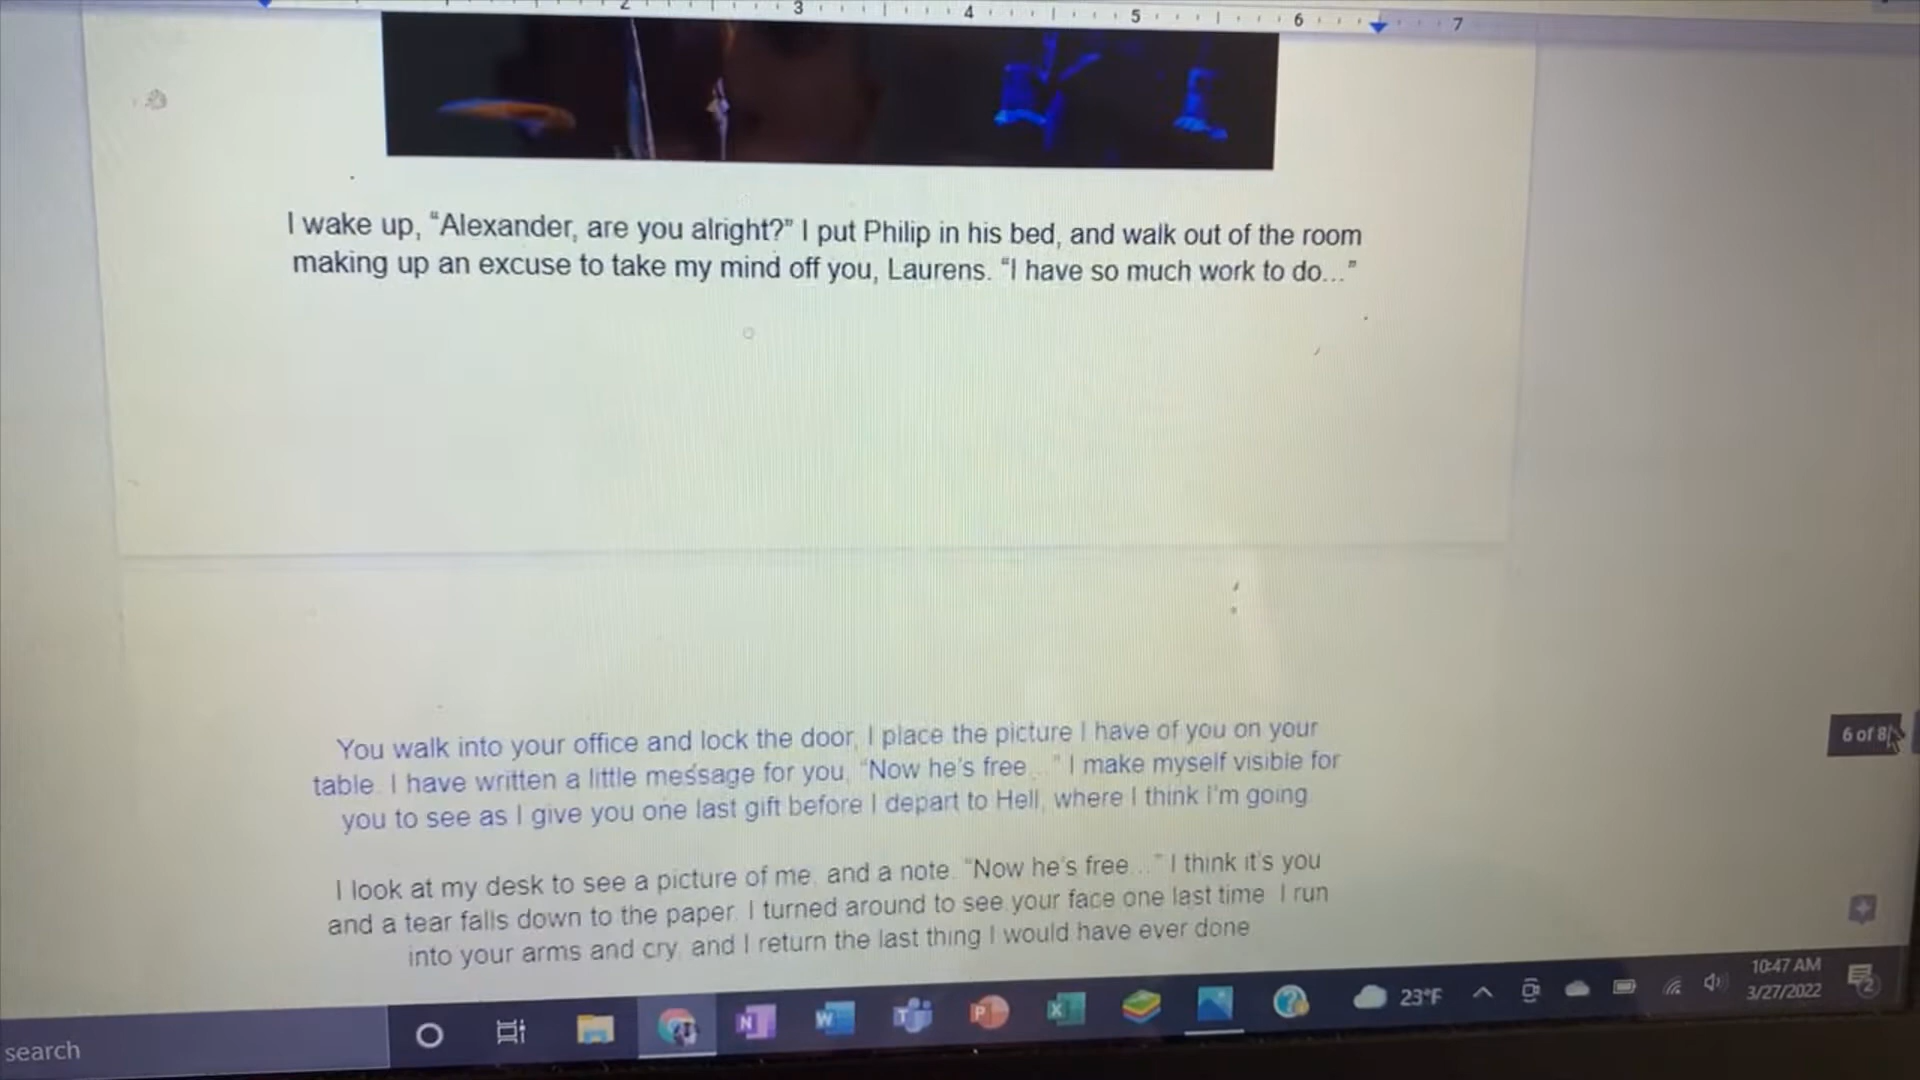 2 3 4 5 6 7
I wake up, “Alexander, are you alright?” I put Philip in his bed, and walk out of the room
making up an excuse to take my mind off you, Laurens. “I have so much work to do...”
You walk into your office and lock the door, I place the picture I have of you on your
table. I have written a little message for you, “Now he's free...” I make myself visible for
you to see as I give you one last gift before I depart to Hell, where I think I'm going.
6 of 8
I look at my desk to see a picture of me, and a note. “Now he's free...” I think it's you
and a tear falls down to the paper. I turned around to see your face one last time. I run
into your arms and cry, and I return the last thing I would have ever done
search
23°F
10:47 AM
3/27/2022
2